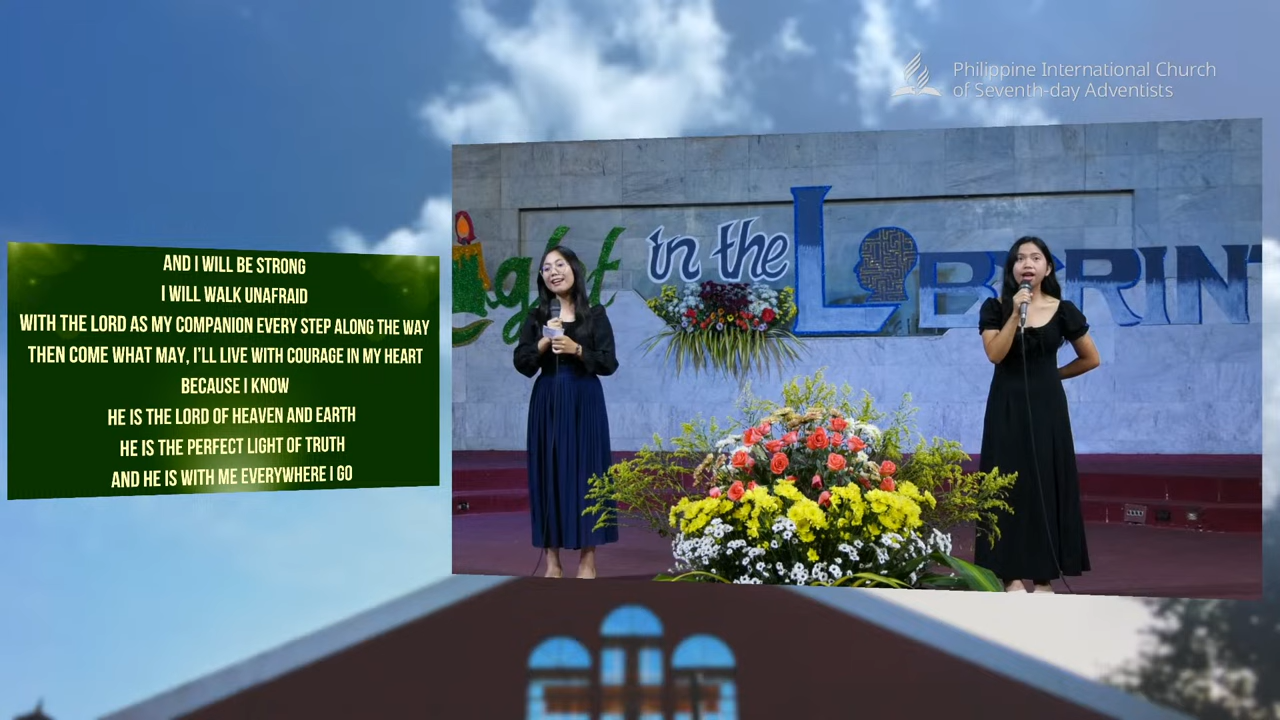 Philippine International Church
of Seventh-day Adventists
in the
AND I WILL BE STRONG
I WILL WALK UNAFRAID
WITH THE LORD AS MY COMPANION EVERY STEP ALONG THE WAY
THEN COME WHAT MAY, I'LL LIVE WITH COURAGE IN MY HEART
BECAUSE I KNOW
HE IS THE LORD OF HEAVEN AND EARTH
HE IS THE PERFECT LIGHT OF TRUTH
AND HE IS WITH ME EVERYWHERE I GO